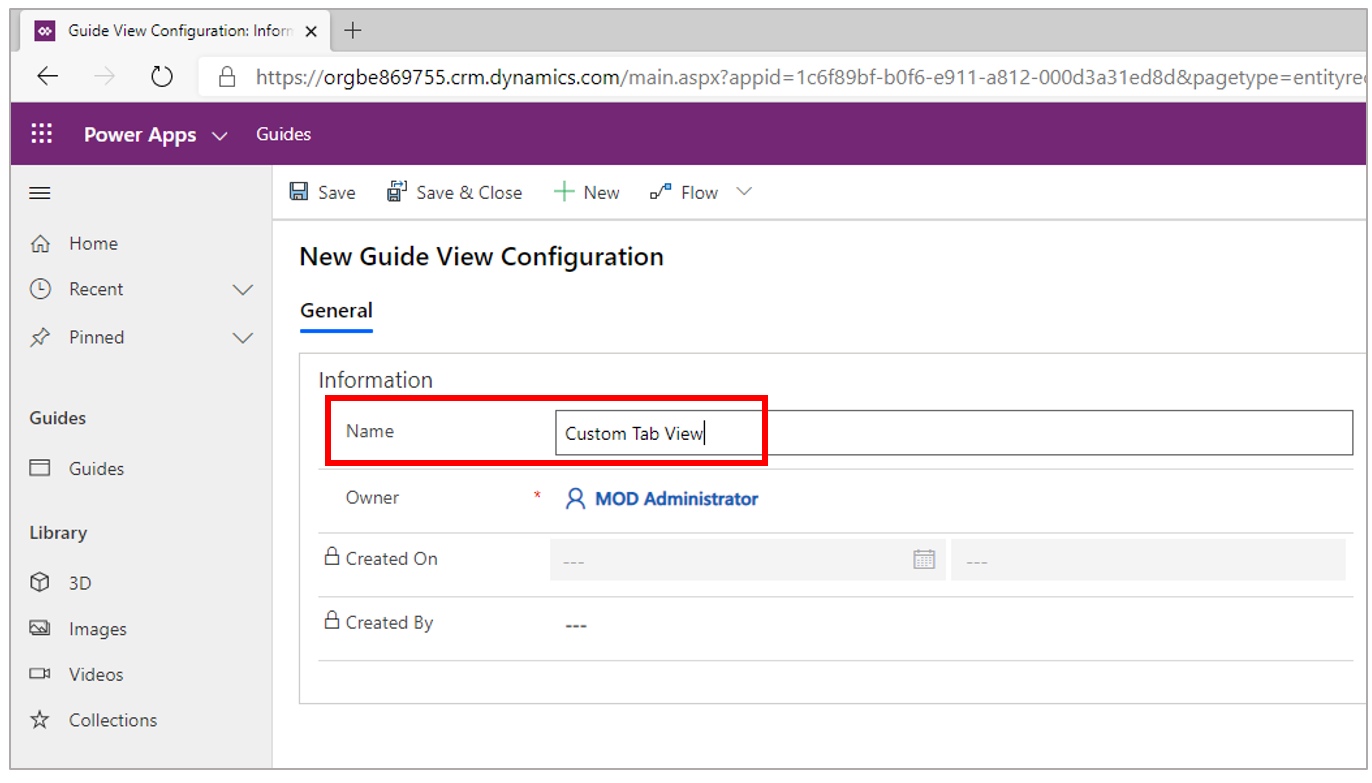 Guide View Configuration: Inform
https://orgbe869755.crm.dynamics.com/main.aspx?appid=1c6f89bf-b0f6-e911-a812-000d3a31ed8d&pagetype=entityrec
Power Apps Guides
Save Save & Close New Flow
Home
Recent
Pinned
Guides
Guides
Library
3D
Images
Videos
Collections
New Guide View Configuration
General
Information
Name Custom Tab View
Owner * MOD Administrator
Created On --- ---
Created By ---